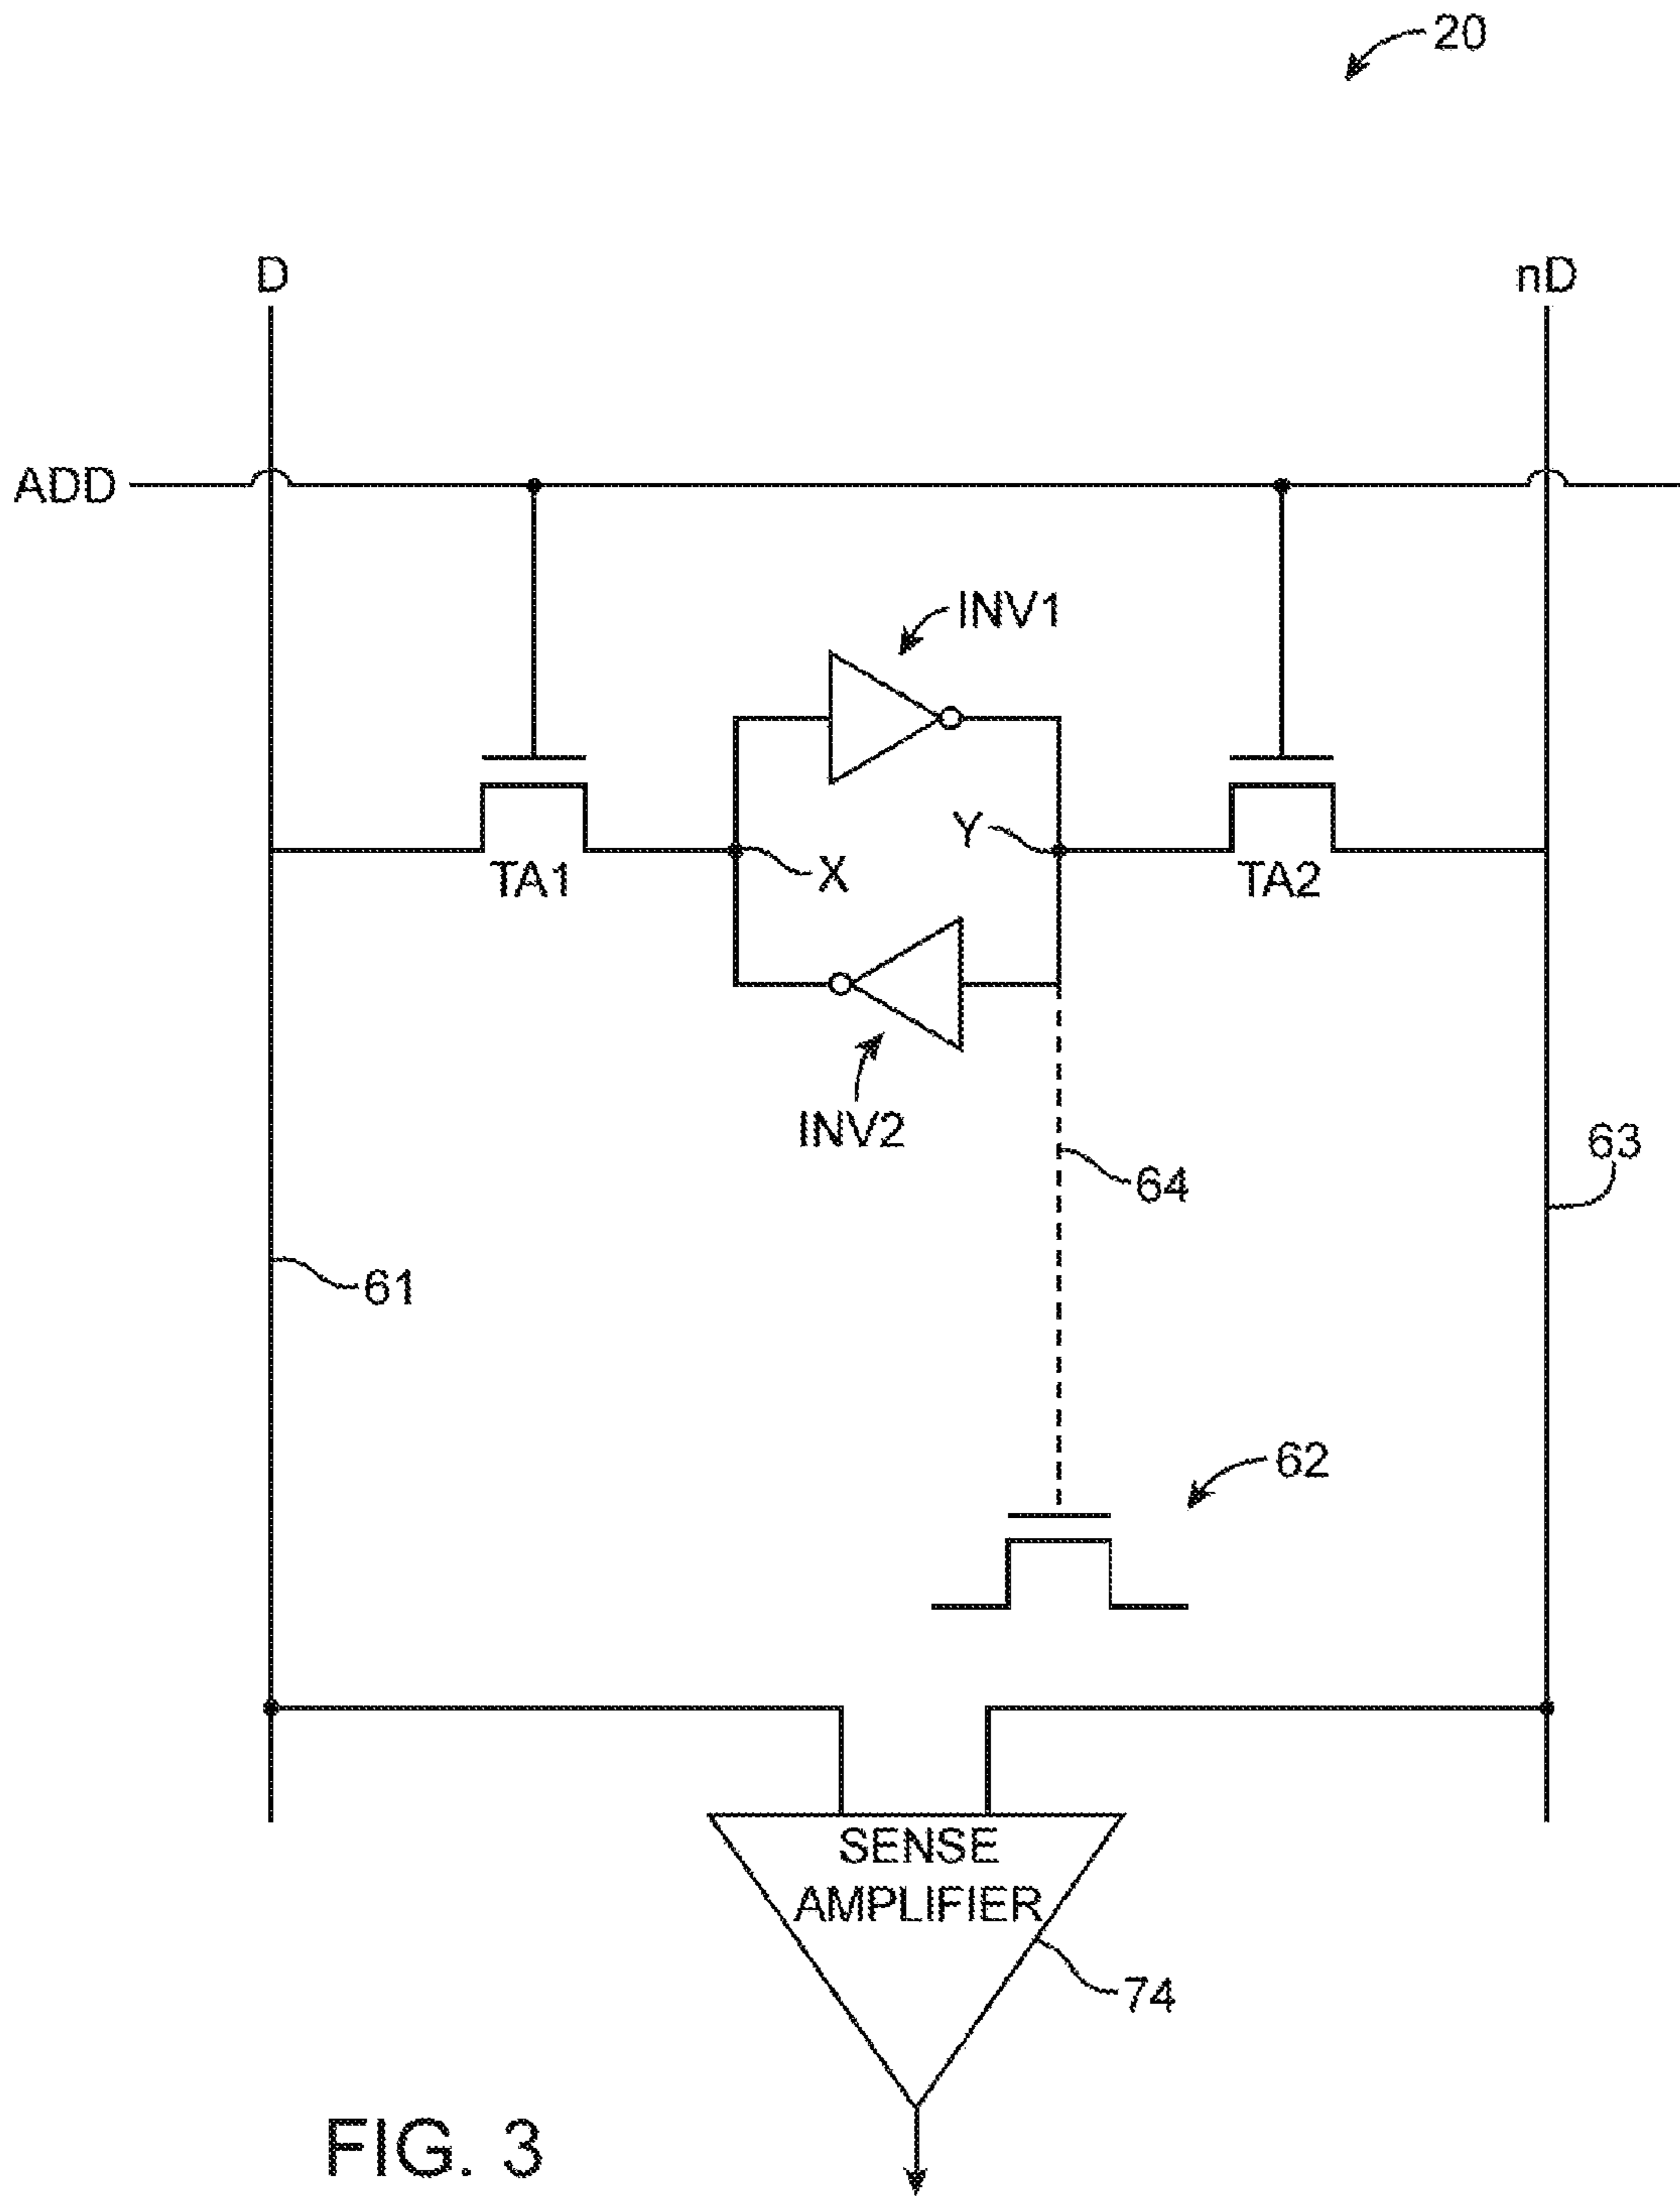 20
D
nD
ADD
INV1
Y
X
TA1
TA2
INV2
63
64
61
62
SENSE
AMPLIFIER
74
FIG. 3